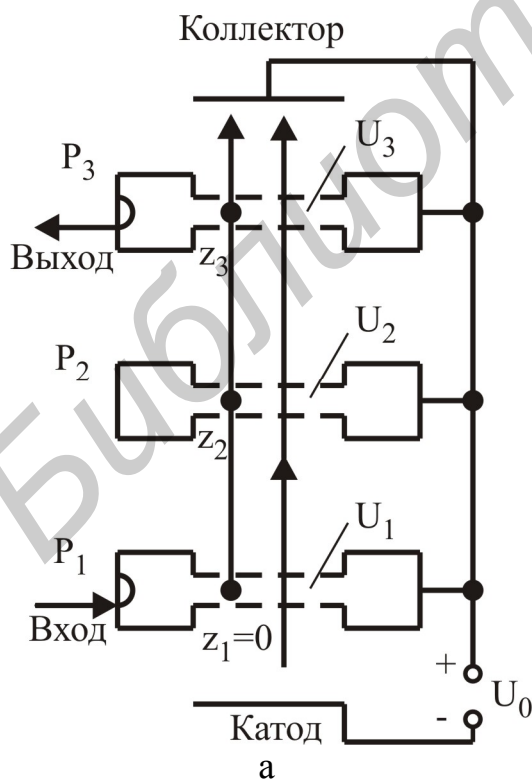 Коллектор
P3
U3
Выход
z3
P2
U2
z2
P1
U1
Вход
z1=0
+
U0
-
Катод
а
Библиот